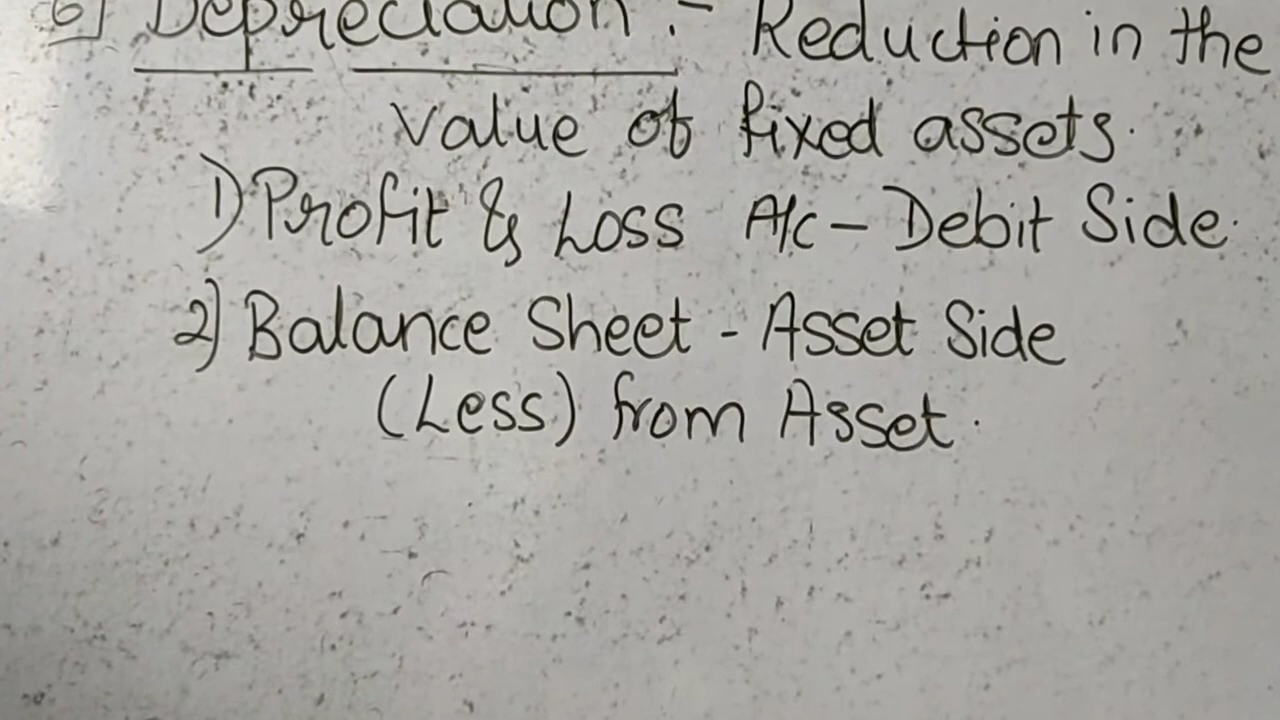 6] Depreciation :- Reduction in the
value of fixed assets.
1) Profit & Loss A/c - Debit Side.
2) Balance Sheet - Asset Side
(Less) from Asset.